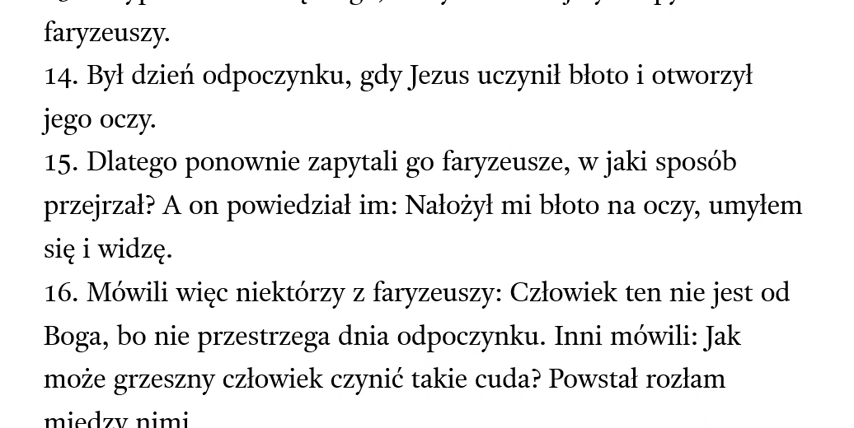 faryzeuszy.
14. Był dzień odpoczynku, gdy Jezus uczynił błoto i otworzył
jego oczy.
15. Dlatego ponownie zapytali go faryzeusze, w jaki sposób
przejrzał? A on powiedział im: Nałożył mi błoto na oczy, umyłem
się i widzę.
16. Mówili więc niektórzy z faryzeuszy: Człowiek ten nie jest od
Boga, bo nie przestrzega dnia odpoczynku. Inni mówili: Jak
może grzeszny człowiek czynić takie cuda? Powstał rozłam
między nimi